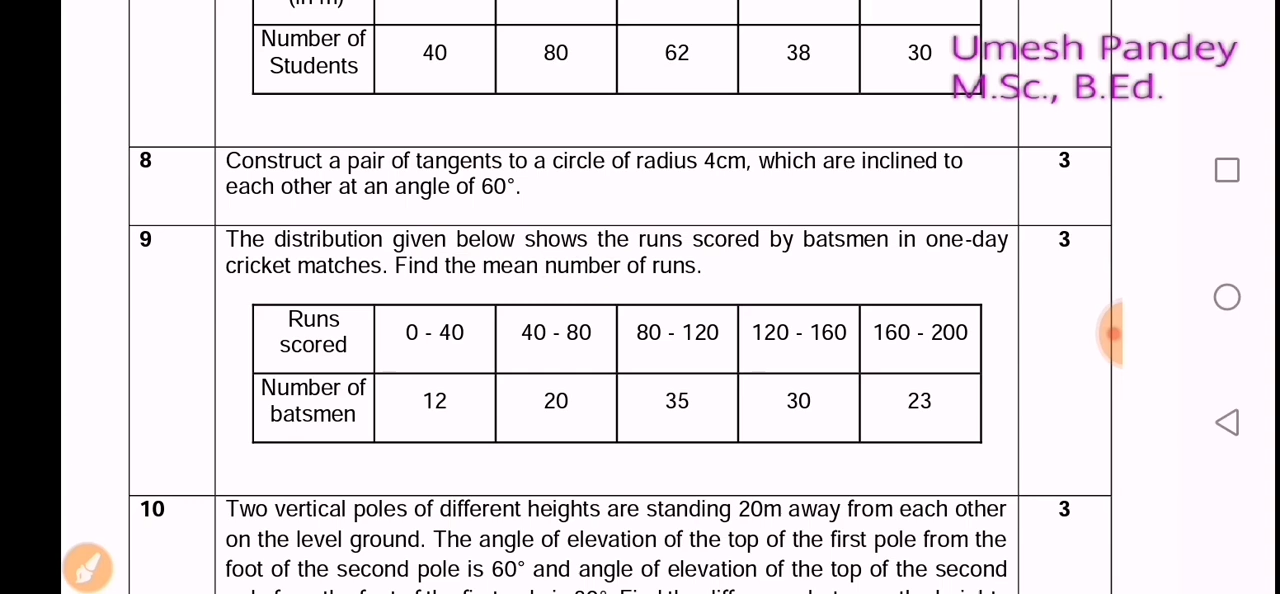 Number of
Students
40
80
62
38
30
Umesh Pandey
M.Sc., B.Ed.
8
Construct a pair of tangents to a circle of radius 4cm, which are inclined to
each other at an angle of 60°.
3
9
The distribution given below shows the runs scored by batsmen in one-day
cricket matches. Find the mean number of runs.
3
Runs
scored
0 - 40
40 - 80
80 - 120
120 - 160
160 - 200
Number of
batsmen
12
20
35
30
23
10
Two vertical poles of different heights are standing 20m away from each other
on the level ground. The angle of elevation of the top of the first pole from the
foot of the second pole is 60° and angle of elevation of the top of the second
3